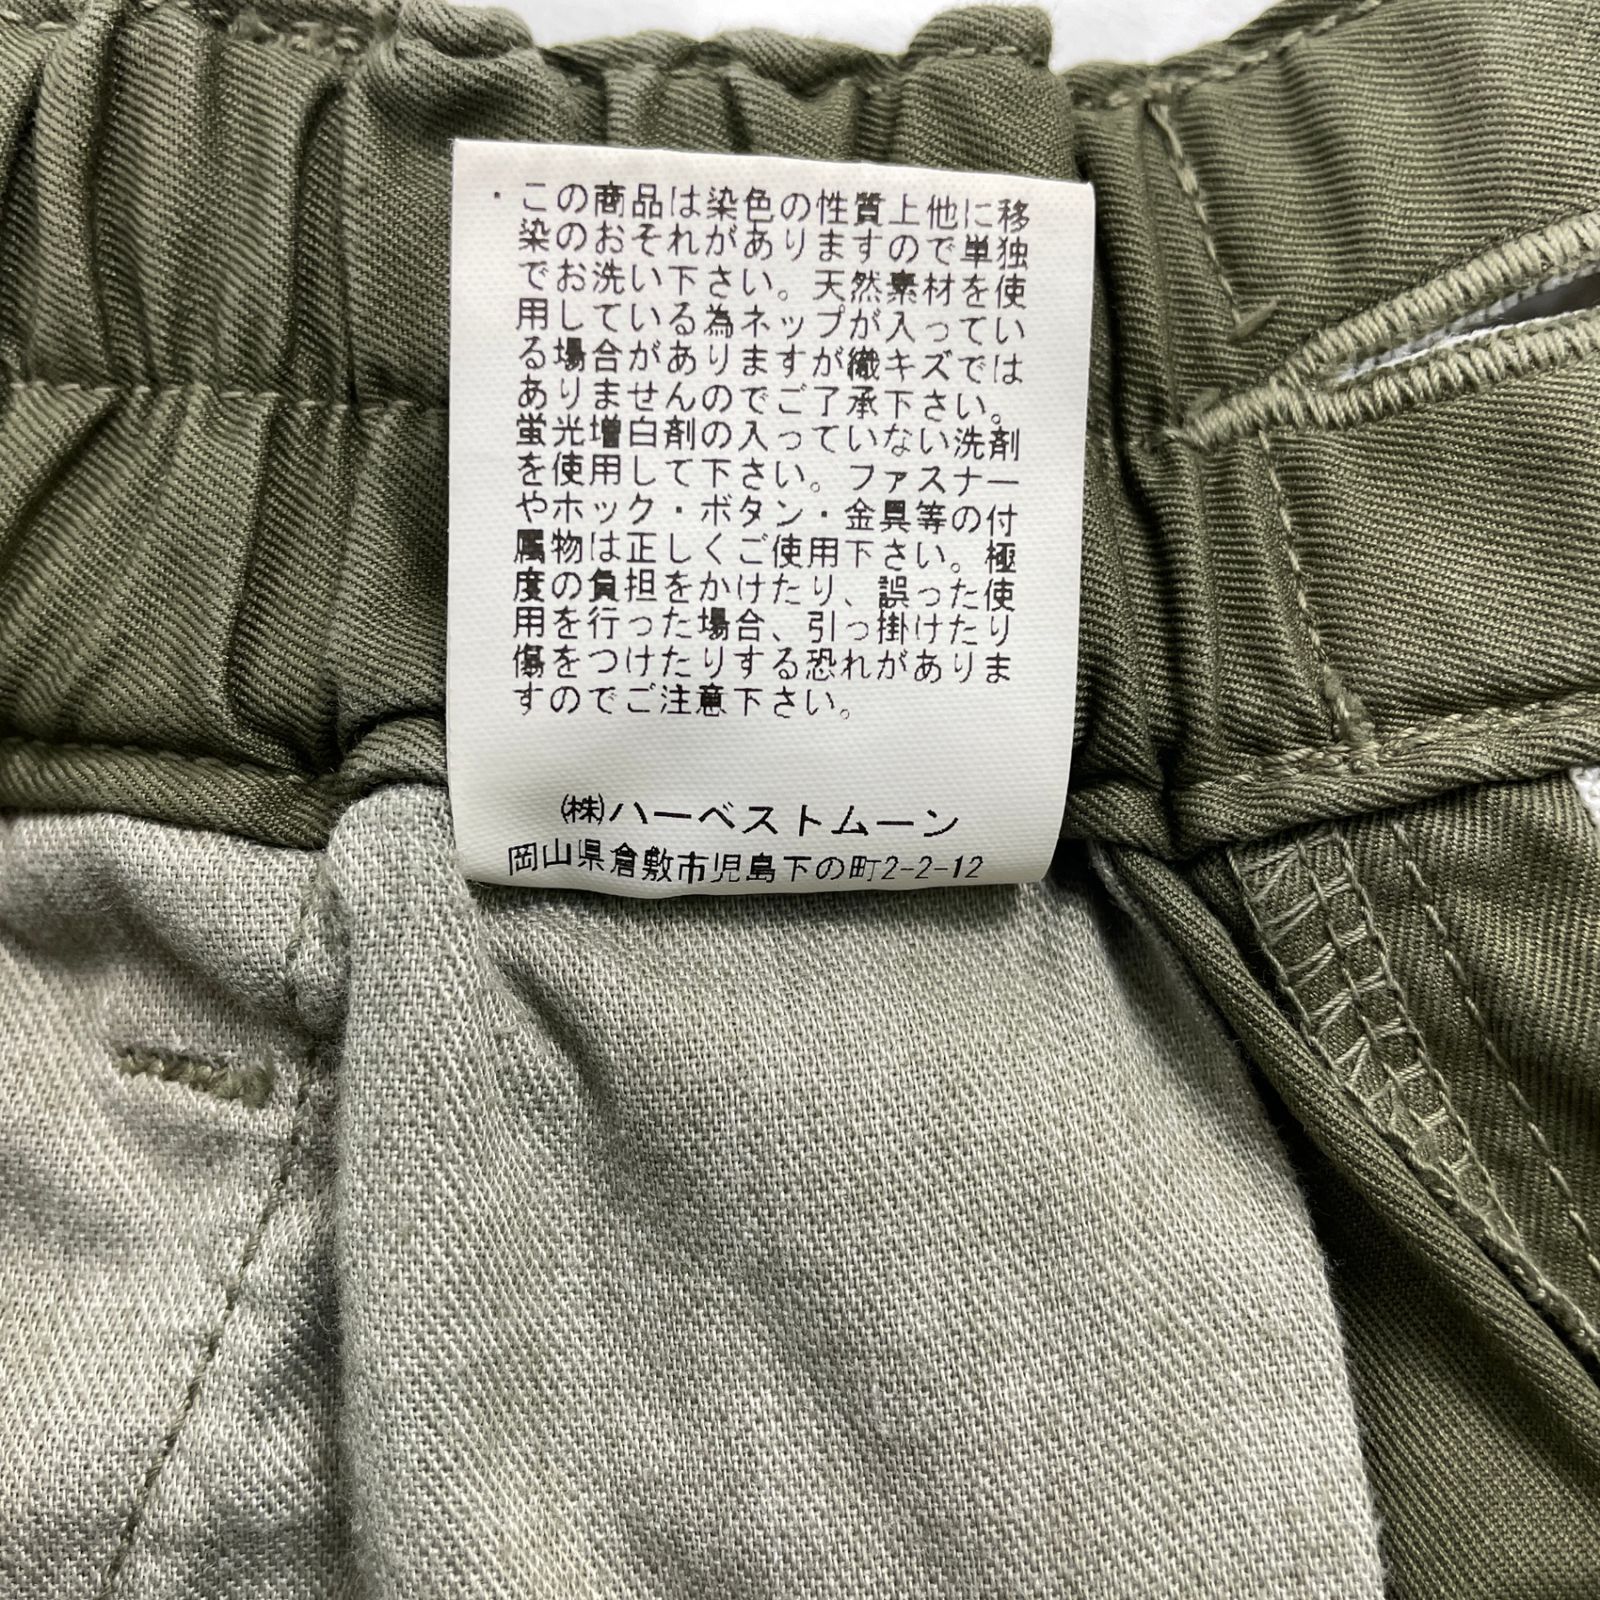 ・この商品は染色の性質上他に移
染のおそれがありますので単独
でお洗い下さい。天然素材を使
用している為ネップが入ってい
る場合がありますが織キズでは
ありませんのでご了承下さい。
蛍光増白剤の入っていない洗剤
を使用して下さい。ファスナー
やホック・ボタン・金具等の付
属物は正しくご使用下さい。極
度の負担をかけたり、誤った使
用を行った場合、引っ掛けたり
傷をつけたりする恐れがありま
すのでご注意下さい。
㈱ハーベストムーン
岡山県倉敷市児島下の町2-2-12